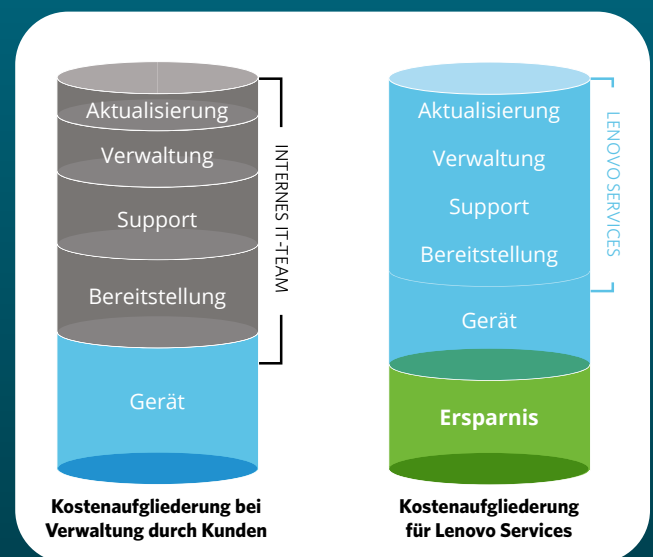 Aktualisierung
Verwaltung
Support
Bereitstellung
Gerät
INTERNES IT-TEAM
Kostenaufgliederung bei
Verwaltung durch Kunden
Aktualisierung
Verwaltung
Support
Bereitstellung
Gerät
Ersparnis
LENOVO SERVICES
Kostenaufgliederung
für Lenovo Services